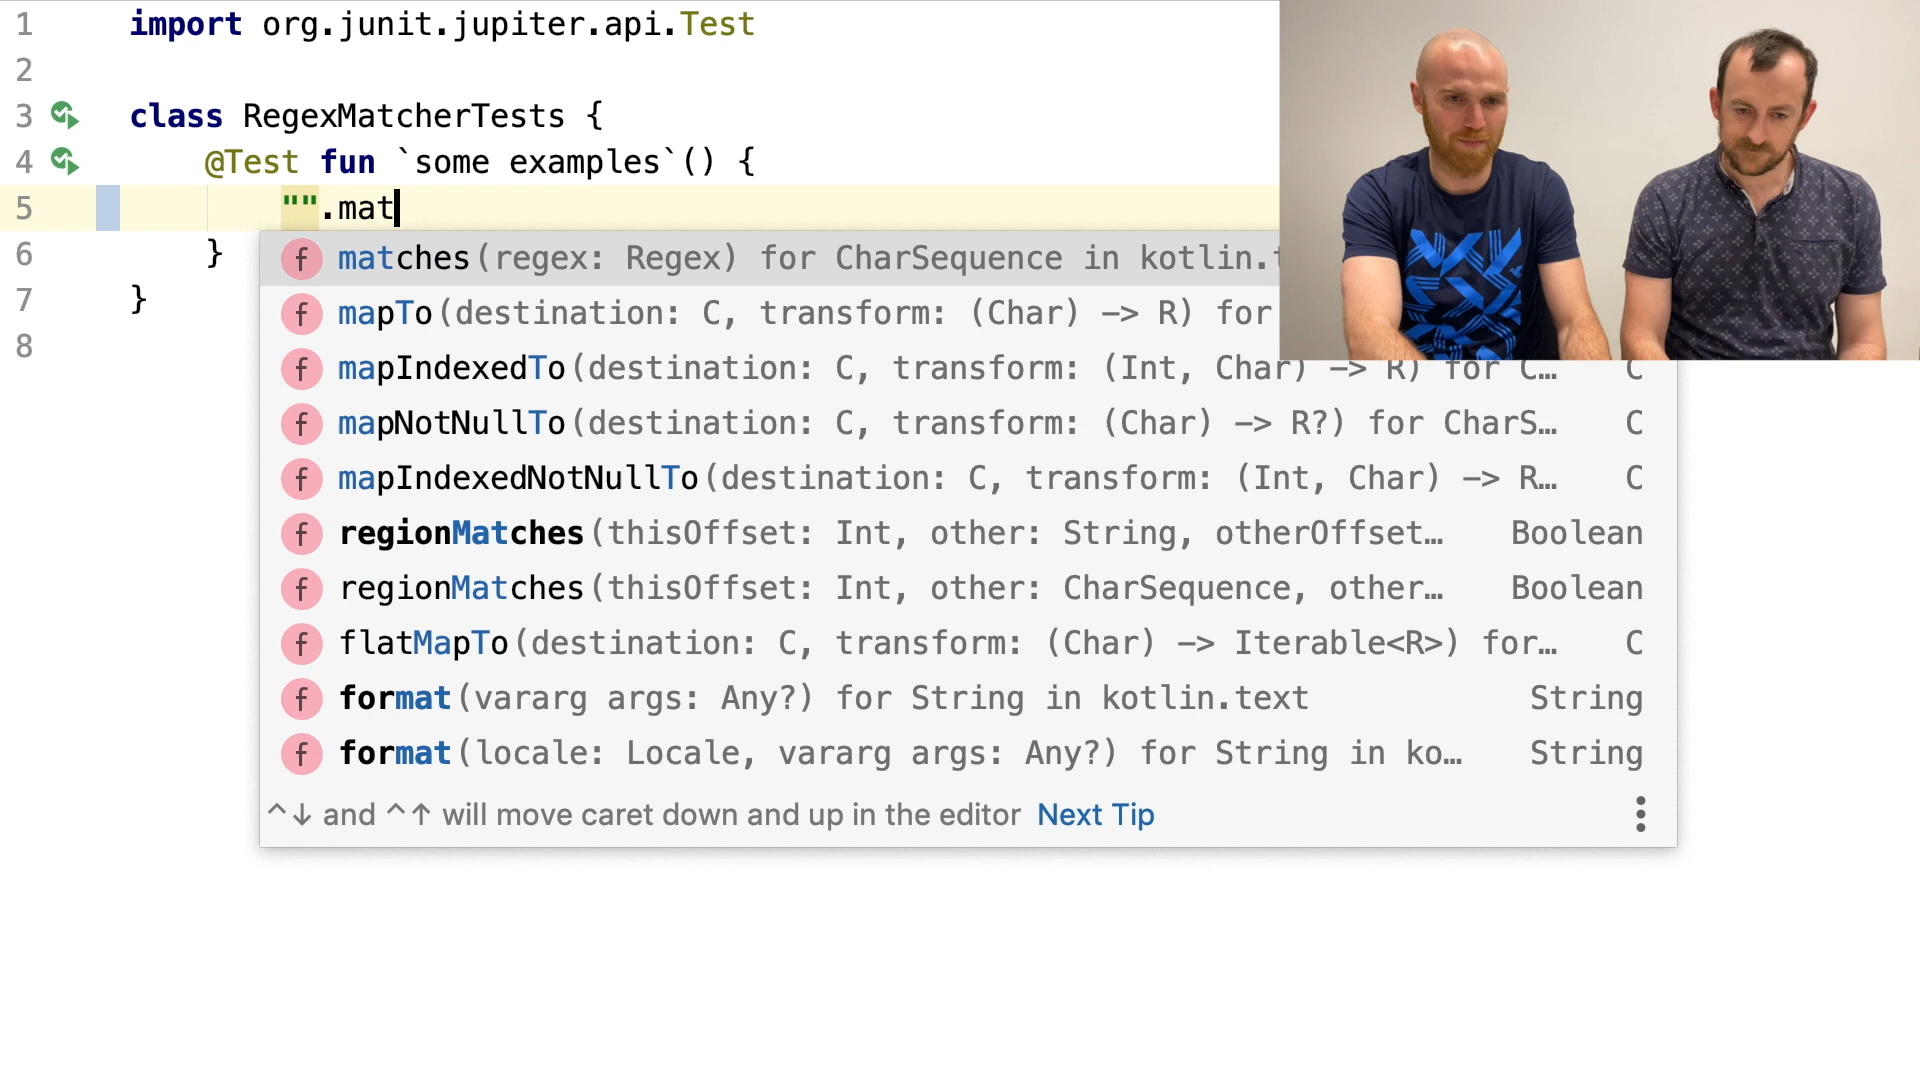 1 import org.junit.jupiter.api.Test
2
3 class RegexMatcherTests {
4 @Test fun `some examples`() {
5 "".mat
6 }
7 }
8
f matches(regex: Regex) for CharSequence in kotlin.t
f mapTo(destination: C, transform: (Char) -> R) for
f mapIndexedTo(destination: C, transform: (Int, Char) -> R) for C… C
f mapNotNullTo(destination: C, transform: (Char) -> R?) for CharS… C
f mapIndexedNotNullTo(destination: C, transform: (Int, Char) -> R… C
f regionMatches(thisOffset: Int, other: String, otherOffset… Boolean
f regionMatches(thisOffset: Int, other: CharSequence, other… Boolean
f flatMapTo(destination: C, transform: (Char) -> Iterable<R>) for… C
f format(vararg args: Any?) for String in kotlin.text String
f format(locale: Locale, vararg args: Any?) for String in ko… String
^↓ and ^↑ will move caret down and up in the editor Next Tip